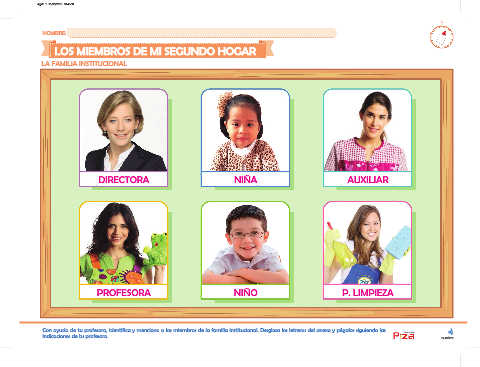 NOMBRE:
LOS MIEMBROS DE MI SEGUNDO HOGAR
LA FAMILIA INSTITUCIONAL
DIRECTORA
NIÑA
AUXILIAR
PROFESORA
NIÑO
P. LIMPIEZA
Con ayuda de tu profesora, identifica y menciona a los miembros de la familia institucional. Desglosa los letreros del anexo y pégalos siguiendo las
indicaciones de tu profesora.